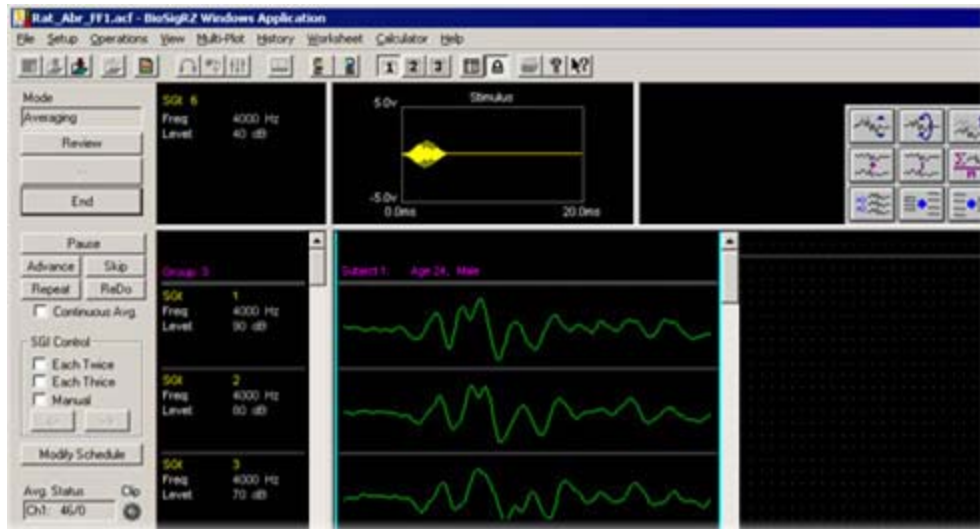 Rat_Abr_FF1.acf - BioSigRZ Windows Application
File Setup Operations View Multi-Plot History Worksheet Calculator Help
1 2 3
Mode
Averaging
Review
End
SGI: 6
Freq 4000 Hz
Level 40 dB
Stimulus
5.0v
-5.0v
0.0ms 20.0ms
Pause
Advance Skip
Repeat ReDo
Continuous Avg.
SGI Control
Each Twice
Each Thrice
Manual
Modify Schedule
Avg. Status Clip
Ch1: 46/0
Subject 1: Age 24, Male
SGI: 1
Freq 4000 Hz
Level 90 dB
SGI: 2
Freq 4000 Hz
Level 80 dB
SGI: 3
Freq 4000 Hz
Level 70 dB